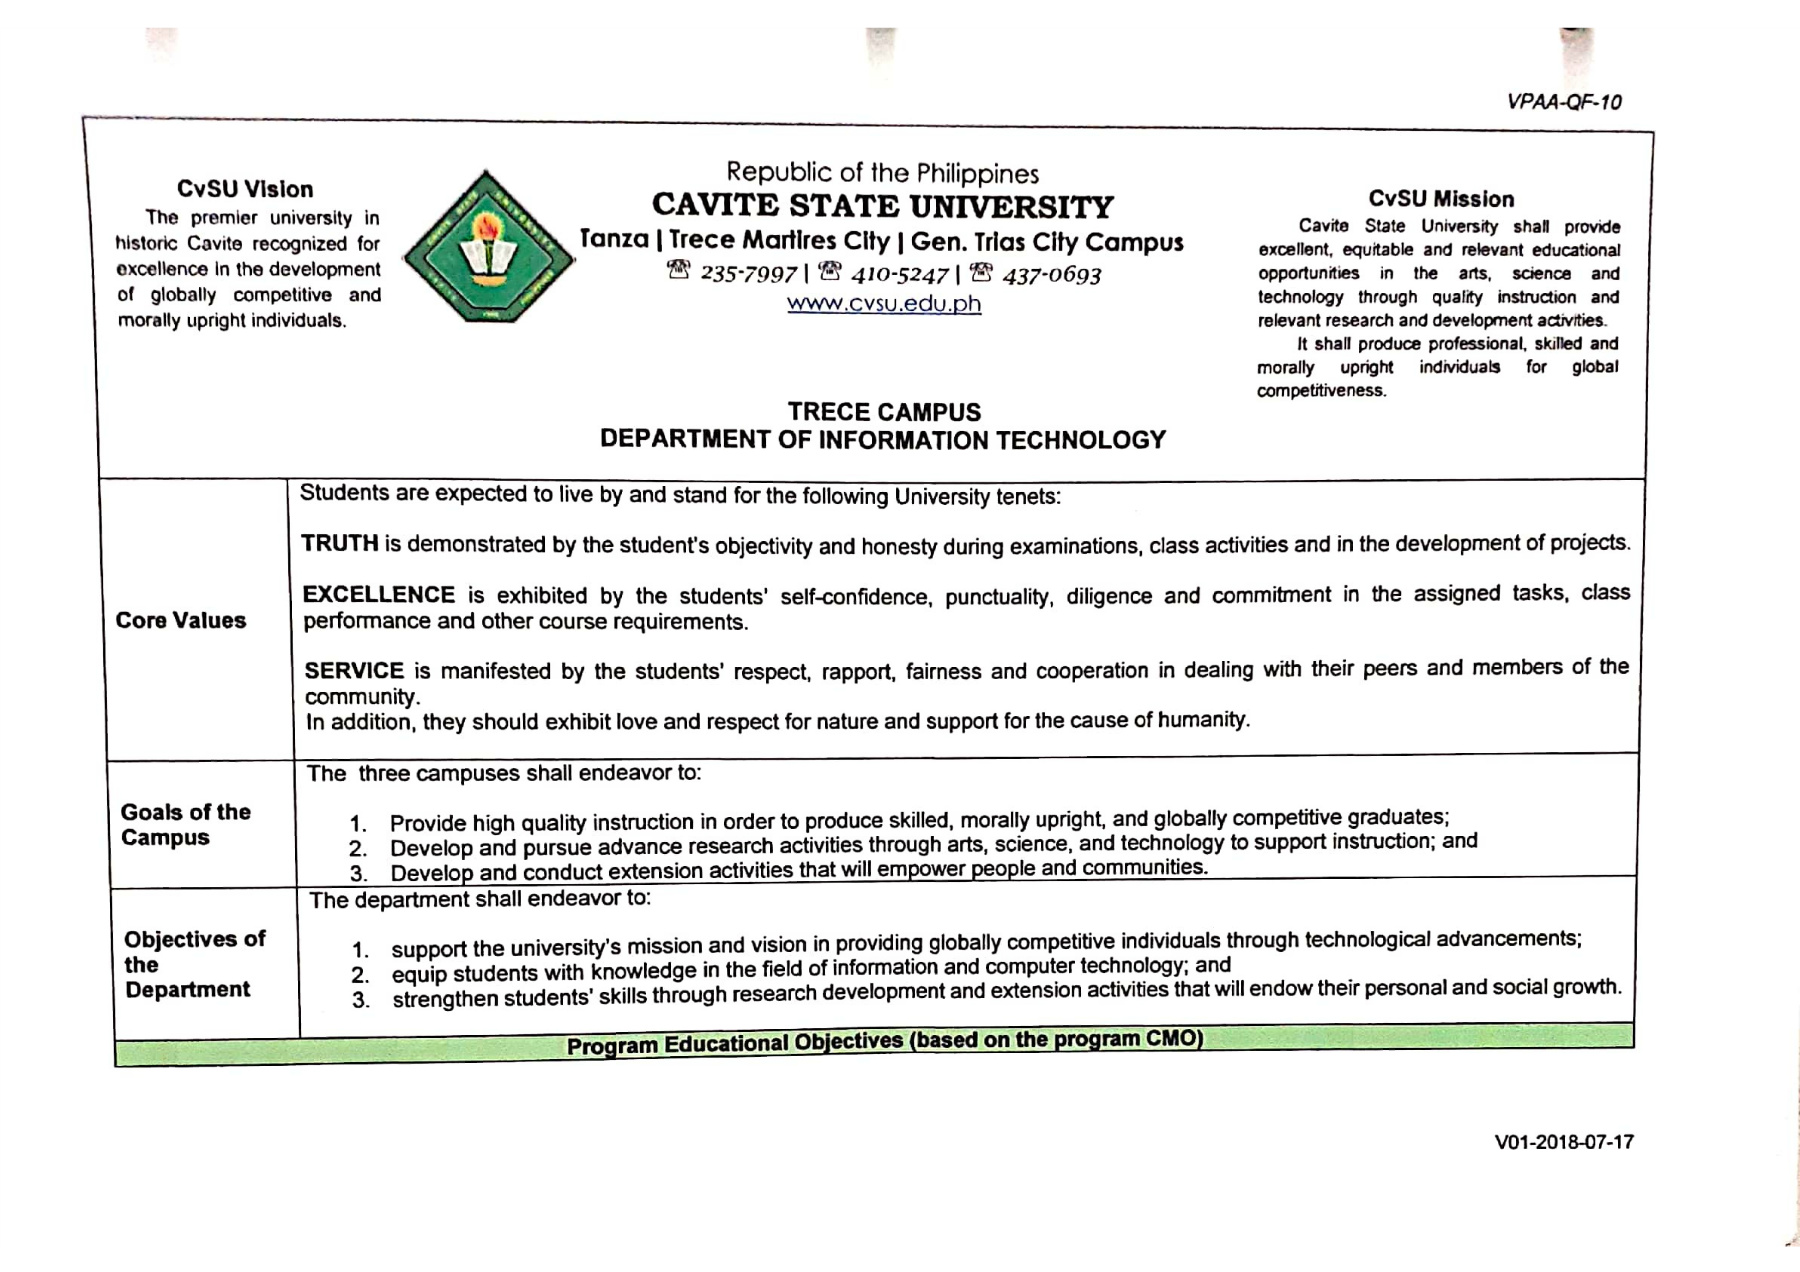 VPAA-QF-10
CvSU Vision
The premier university in
historic Cavite recognized for
excellence in the development
of globally competitive and
morally upright individuals.
Republic of the Philippines
CAVITE STATE UNIVERSITY
Tanza | Trece Martires City | Gen. Trias City Campus
☏ 235-7997 | ☏ 410-5247 | ☏ 437-0693
www.cvsu.edu.ph
CvSU Mission
Cavite State University shall provide
excellent, equitable and relevant educational
opportunities in the arts, science and
technology through quality instruction and
relevant research and development activities.
It shall produce professional, skilled and
morally upright individuals for global
competitiveness.
TRECE CAMPUS
DEPARTMENT OF INFORMATION TECHNOLOGY
Core Values
Students are expected to live by and stand for the following University tenets:
TRUTH is demonstrated by the student's objectivity and honesty during examinations, class activities and in the development of projects.
EXCELLENCE is exhibited by the students' self-confidence, punctuality, diligence and commitment in the assigned tasks, class
performance and other course requirements.
SERVICE is manifested by the students' respect, rapport, fairness and cooperation in dealing with their peers and members of the
community.
In addition, they should exhibit love and respect for nature and support for the cause of humanity.
Goals of the
Campus
The three campuses shall endeavor to:
1. Provide high quality instruction in order to produce skilled, morally upright, and globally competitive graduates;
2. Develop and pursue advance research activities through arts, science, and technology to support instruction; and
3. Develop and conduct extension activities that will empower people and communities.
Objectives of
the
Department
The department shall endeavor to:
1. support the university's mission and vision in providing globally competitive individuals through technological advancements;
2. equip students with knowledge in the field of information and computer technology; and
3. strengthen students' skills through research development and extension activities that will endow their personal and social growth.
Program Educational Objectives (based on the program CMO)
V01-2018-07-17